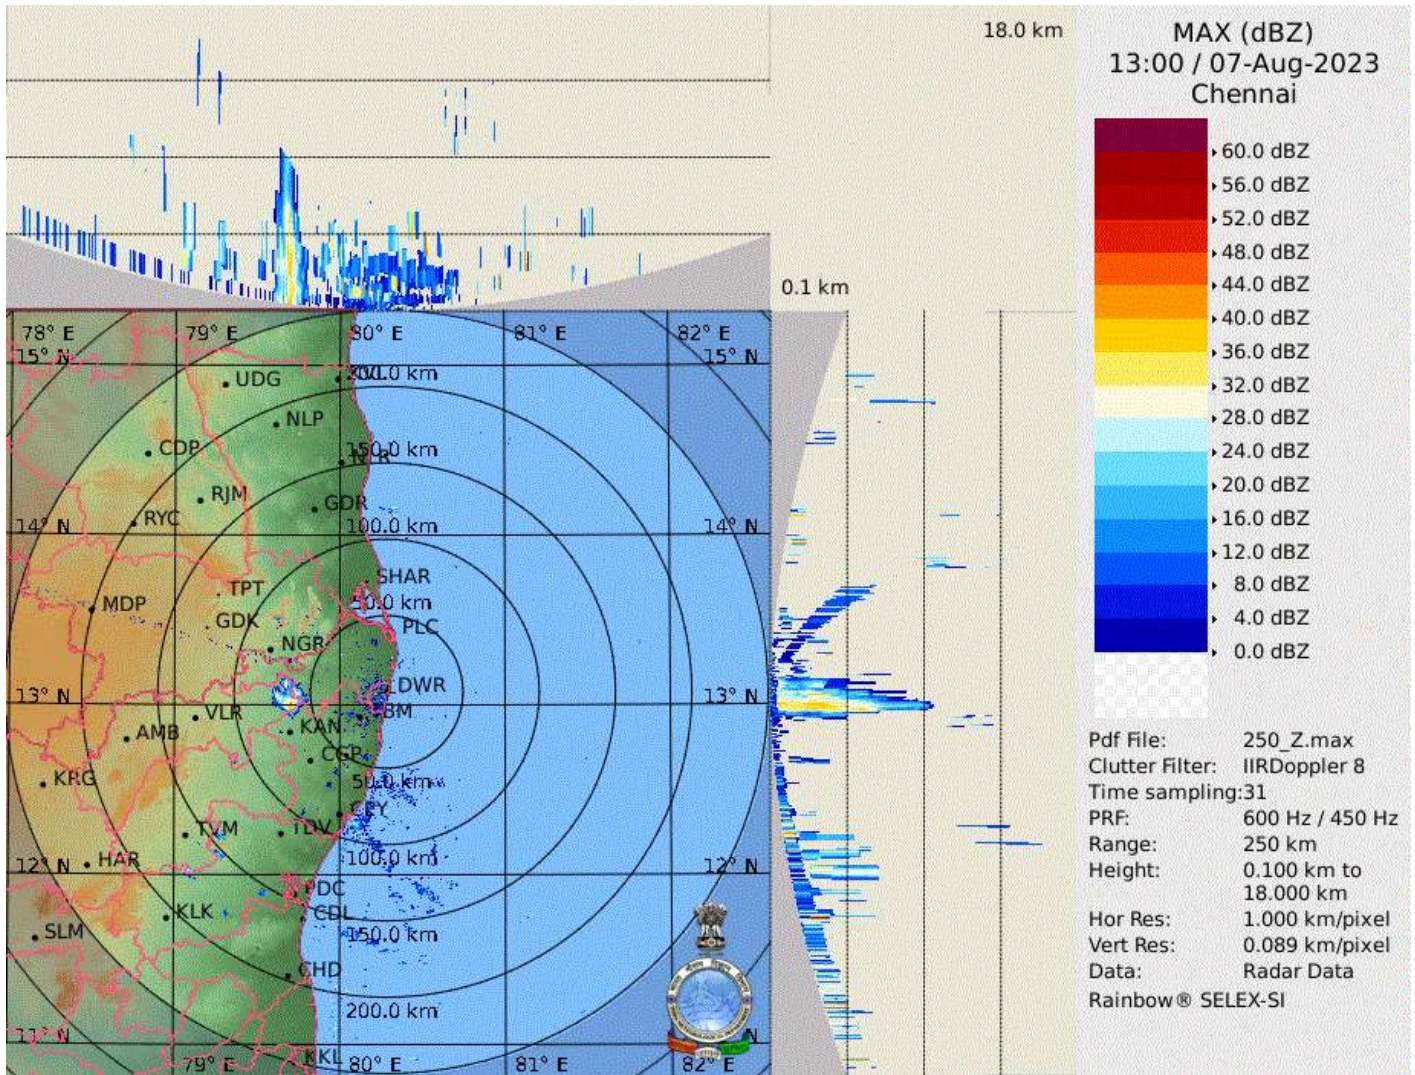 18.0 km
0.1 km
MAX (dBZ)
13:00 / 07-Aug-2023
Chennai
60.0 dBZ
56.0 dBZ
52.0 dBZ
48.0 dBZ
44.0 dBZ
40.0 dBZ
36.0 dBZ
32.0 dBZ
28.0 dBZ
24.0 dBZ
20.0 dBZ
16.0 dBZ
12.0 dBZ
8.0 dBZ
4.0 dBZ
0.0 dBZ
Pdf File: 250_Z.max
Clutter Filter: IIRDoppler 8
Time sampling:31
PRF: 600 Hz / 450 Hz
Range: 250 km
Height: 0.100 km to
18.000 km
Hor Res: 1.000 km/pixel
Vert Res: 0.089 km/pixel
Data: Radar Data
Rainbow® SELEX-SI
78° E 79° E 80° E 81° E 82° E
15° N 15° N
UDG
NLP
CDP 150.0 km
RJM
GDR
RYC
100.0 km
14° N 14° N
SHAR
TPT
50.0 km
MDP
GDK PLC
NGR
DWR
13° N 13° N
VLR
KAN
AMB
CGP
KRG 50.0 km
TVM TDV
100.0 km
HAR 12° N 12° N
PDC
KLK CDL
SLM 150.0 km
CHD
200.0 km
11° N
KKL
79° E 80° E 81° E 82° E